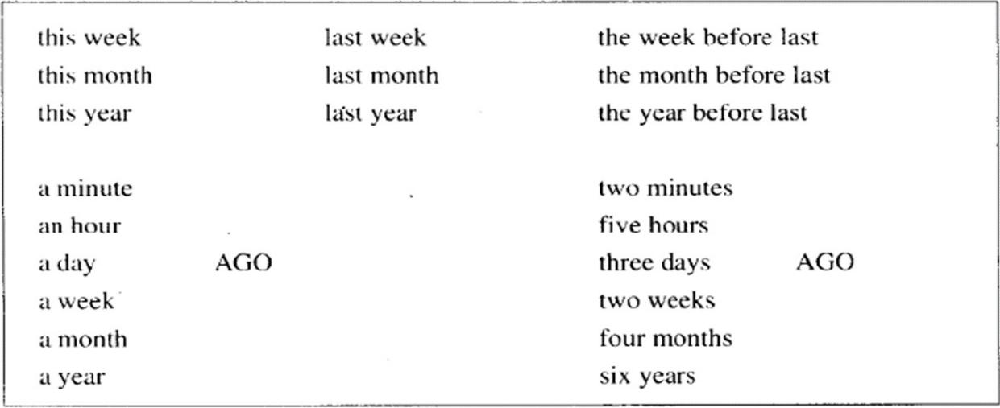 this week last week the week before last
this month last month the month before last
this year last year the year before last
a minute two minutes
an hour five hours
a day AGO three days AGO
a week two weeks
a month four months
a year six years